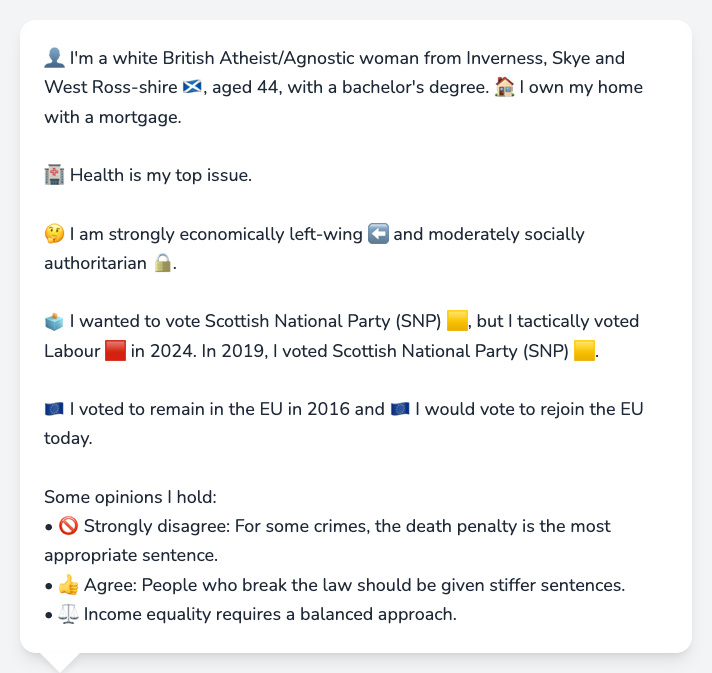 👤 I'm a white British Atheist/Agnostic woman from Inverness, Skye and
West Ross-shire 🏴󠁧󠁢󠁳󠁣󠁴󠁿, aged 44, with a bachelor's degree. 🏠 I own my home
with a mortgage.
🏥 Health is my top issue.
🤔 I am strongly economically left-wing ⬅️ and moderately socially
authoritarian 🔒.
🗳️ I wanted to vote Scottish National Party (SNP) 🟨, but I tactically voted
Labour 🟥 in 2024. In 2019, I voted Scottish National Party (SNP) 🟨.
🇪🇺 I voted to remain in the EU in 2016 and 🇪🇺 I would vote to rejoin the EU
today.
Some opinions I hold:
• 🚫 Strongly disagree: For some crimes, the death penalty is the most
appropriate sentence.
• 👍 Agree: People who break the law should be given stiffer sentences.
• ⚖️ Income equality requires a balanced approach.